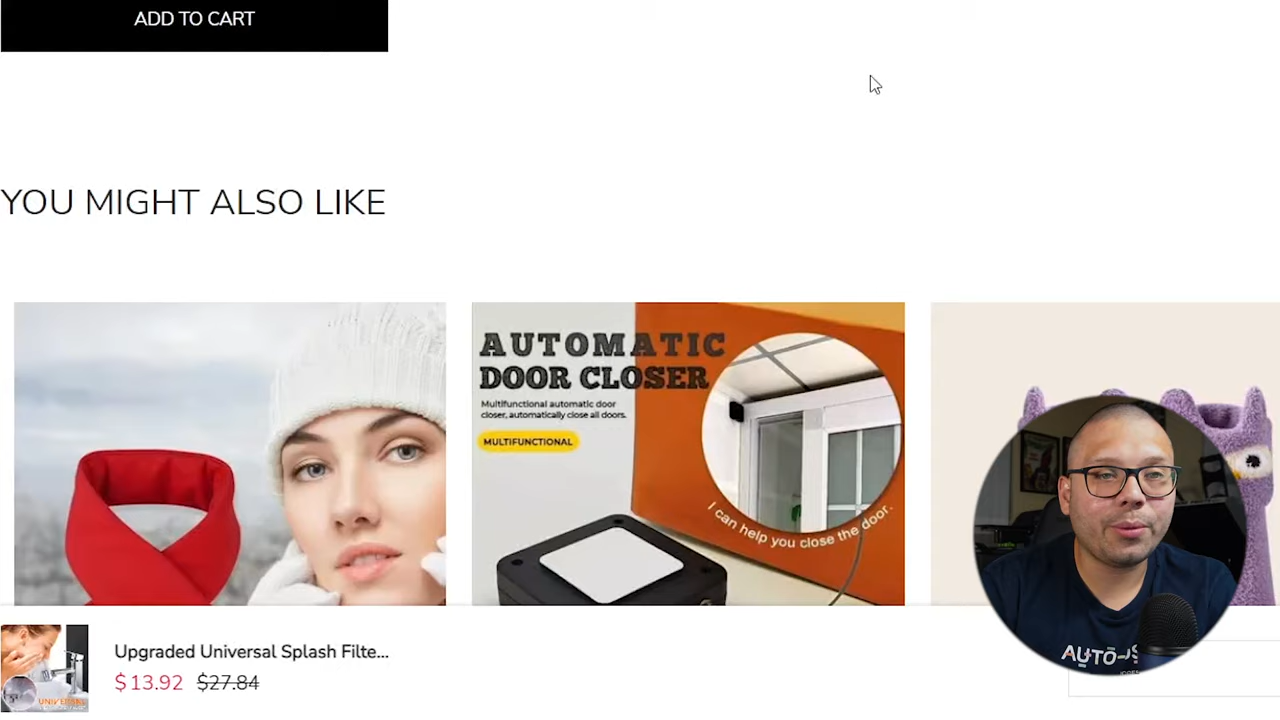 ADD TO CART
YOU MIGHT ALSO LIKE
AUTOMATIC
DOOR CLOSER
Multifunctional automatic door
closer, automatically close all doors.
MULTIFUNCTIONAL
I can help you close the door.
Upgraded Universal Splash Filte...
$13.92 $27.84